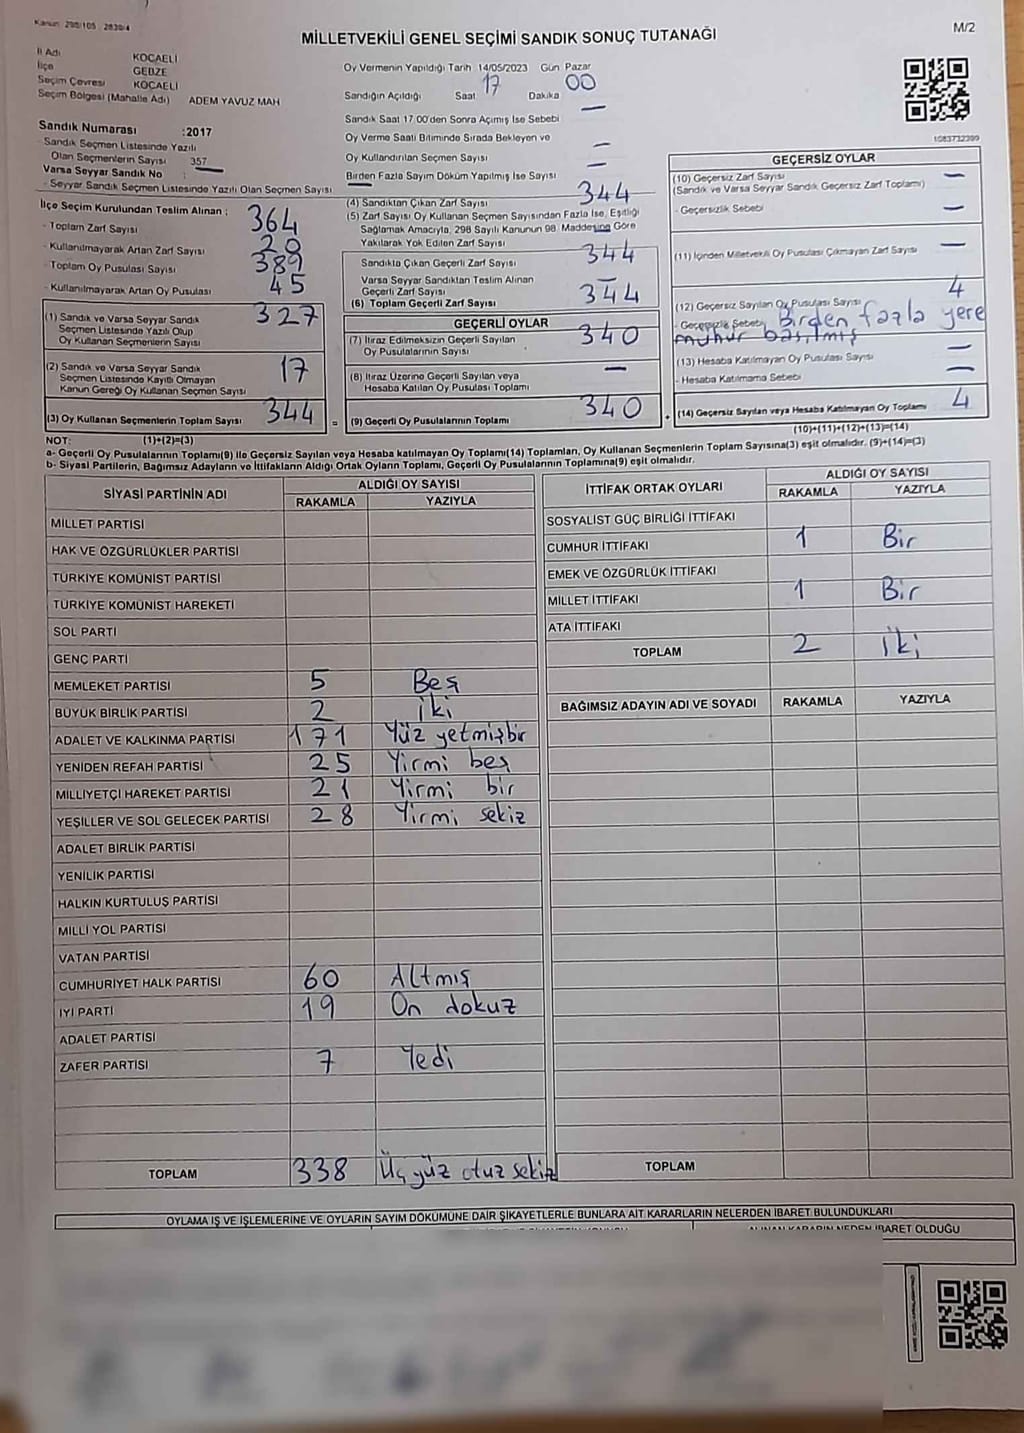 Kanun: 298/105 2839/4
M/2
MİLLETVEKİLİ GENEL SEÇİMİ SANDIK SONUÇ TUTANAĞI
İl Adı KOCAELİ
İlçe GEBZE
Seçim Çevresi KOCAELİ
Seçim Bölgesi (Mahalle Adı) ADEM YAVUZ MAH
Sandık Numarası :2017
- Sandık Seçmen Listesinde Yazılı
Olan Seçmenlerin Sayısı 357
Varsa Seyyar Sandık No :
- Seyyar Sandık Seçmen Listesinde Yazılı Olan Seçmen Sayısı
İlçe Seçim Kurulundan Teslim Alınan ;
- Toplam Zarf Sayısı 364
- Kullanılmayarak Artan Zarf Sayısı 20
- Toplam Oy Pusulası Sayısı 389
- Kullanılmayarak Artan Oy Pusulası 45
(1) Sandık ve Varsa Seyyar Sandık 327
Seçmen Listesinde Yazılı Olup
Oy Kullanan Seçmenlerin Sayısı
(2) Sandık ve Varsa Seyyar Sandık 17
Seçmen Listesinde Kayıtlı Olmayan
Kanun Gereği Oy Kullanan Seçmen Sayısı
(3) Oy Kullanan Seçmenlerin Toplam Sayısı 344
Oy Vermenin Yapıldığı Tarih 14/05/2023 Gün Pazar
Sandığın Açıldığı Saat 17 Dakika 00
Sandık Saat 17.00'den Sonra Açımış İse Sebebi —
Oy Verme Saati Bitiminde Sırada Bekleyen ve
Oy Kullandırılan Seçmen Sayısı —
Birden Fazla Sayım Döküm Yapılmış İse Sayısı —
(4) Sandıktan Çıkan Zarf Sayısı 344
(5) Zarf Sayısı Oy Kullanan Seçmen Sayısından Fazla İse, Eşitliği
Sağlamak Amacıyla, 298 Sayılı Kanunun 98. Maddesine Göre
Yakılarak Yok Edilen Zarf Sayısı —
Sandıkta Çıkan Geçerli Zarf Sayısı 344
Varsa Seyyar Sandıktan Teslim Alınan
Geçerli Zarf Sayısı —
(6) Toplam Geçerli Zarf Sayısı 344
GEÇERLİ OYLAR
(7) İtiraz Edilmeksizin Geçerli Sayılan 340
Oy Pusulalarının Sayısı
(8) İtiraz Üzerine Geçerli Sayılan veya —
Hesaba Katılan Oy Pusulası Toplamı
= (9) Geçerli Oy Pusulalarının Toplamı 340 +
1083732399
GEÇERSİZ OYLAR
(10) Geçersiz Zarf Sayısı —
(Sandık ve Varsa Seyyar Sandık Geçersiz Zarf Toplamı)
- Geçersizlik Sebebi —
(11) İçinden Milletvekili Oy Pusulası Çıkmayan Zarf Sayısı —
(12) Geçersiz Sayılan Oy Pusulası Sayısı 4
- Geçersizlik Sebebi Birden fazla yere
mühür basılmış
(13) Hesaba Katılmayan Oy Pusulası Sayısı —
- Hesaba Katılmama Sebebi —
(14) Geçersiz Sayılan veya Hesaba Katılmayan Oy Toplamı 4
NOT: (1)+(2)=(3) (10)+(11)+(12)+(13)=(14)
a- Geçerli Oy Pusulalarının Toplamı(9) ile Geçersiz Sayılan veya Hesaba katılmayan Oy Toplamı(14) Toplamları, Oy Kullanan Seçmenlerin Toplam Sayısına(3) eşit olmalıdır. (9)+(14)=(3)
b- Siyasi Partilerin, Bağımsız Adayların ve İttifakların Aldığı Ortak Oyların Toplamı, Geçerli Oy Pusulalarının Toplamına(9) eşit olmalıdır.
SİYASİ PARTİNİN ADI ALDIĞI OY SAYISI
RAKAMLA YAZIYLA
MİLLET PARTİSİ
HAK VE ÖZGÜRLÜKLER PARTİSİ
TÜRKİYE KOMÜNİST PARTİSİ
TÜRKİYE KOMÜNİST HAREKETİ
SOL PARTİ
GENÇ PARTİ
MEMLEKET PARTİSİ 5 Beş
BÜYÜK BİRLİK PARTİSİ 2 İki
ADALET VE KALKINMA PARTİSİ 171 Yüz yetmişbir
YENİDEN REFAH PARTİSİ 25 Yirmi beş
MİLLİYETÇİ HAREKET PARTİSİ 21 Yirmi bir
YEŞİLLER VE SOL GELECEK PARTİSİ 28 Yirmi sekiz
ADALET BİRLİK PARTİSİ
YENİLİK PARTİSİ
HALKIN KURTULUŞ PARTİSİ
MİLLİ YOL PARTİSİ
VATAN PARTİSİ
CUMHURİYET HALK PARTİSİ 60 Altmış
İYİ PARTİ 19 On dokuz
ADALET PARTİSİ
ZAFER PARTİSİ 7 Yedi
TOPLAM 338 Üç yüz otuz sekiz
İTTİFAK ORTAK OYLARI ALDIĞI OY SAYISI
RAKAMLA YAZIYLA
SOSYALİST GÜÇ BİRLİĞİ İTTİFAKI
CUMHUR İTTİFAKI 1 Bir
EMEK VE ÖZGÜRLÜK İTTİFAKI
MİLLET İTTİFAKI 1 Bir
ATA İTTİFAKI
TOPLAM 2 İki
BAĞIMSIZ ADAYIN ADI VE SOYADI RAKAMLA YAZIYLA
TOPLAM
OYLAMA İŞ VE İŞLEMLERİNE VE OYLARIN SAYIM DÖKÜMÜNE DAİR ŞİKAYETLERLE BUNLARA AİT KARARLARIN NELERDEN İBARET BULUNDUKLARI
ALINAN KARARIN NEDEN İBARET OLDUĞU